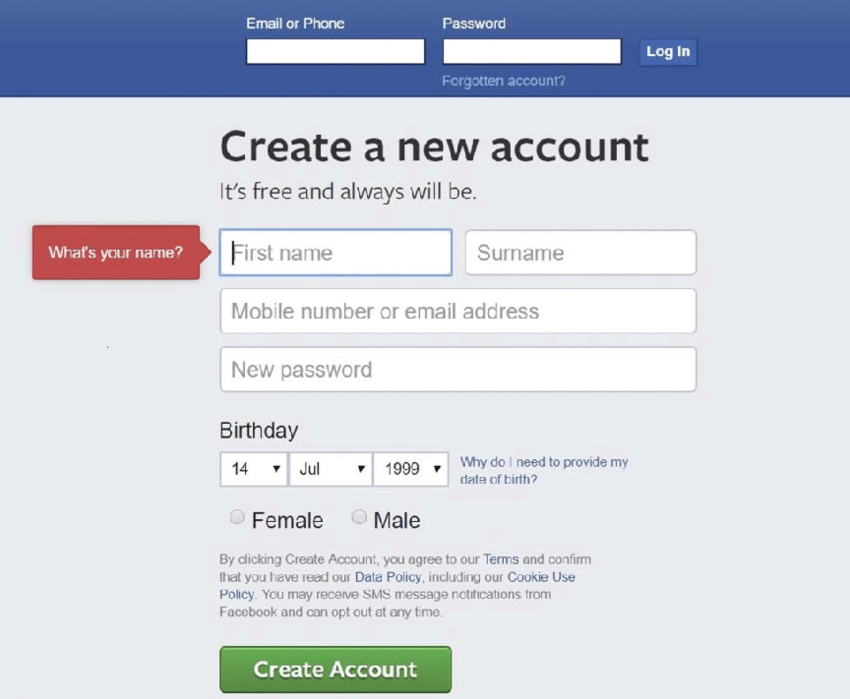 Email or Phone Password
Log In
Forgotten account?
Create a new account
It's free and always will be.
What's your name? First name Surname
Mobile number or email address
New password
Birthday
14 Jul 1999 Why do I need to provide my
date of birth?
Female Male
By clicking Create Account, you agree to our Terms and confirm
that you have read our Data Policy, including our Cookie Use
Policy. You may receive SMS message notifications from
Facebook and can opt out at any time.
Create Account